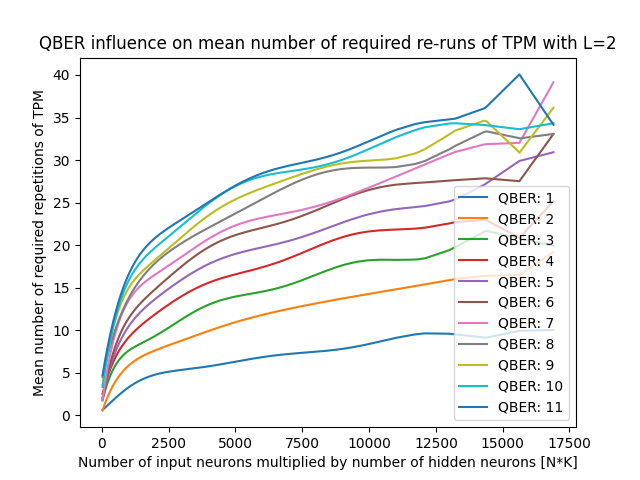 QBER influence on mean number of required re-runs of TPM with L=2
Mean number of required repetitions of TPM
40
35
30
25
20
15
10
5
0
QBER: 1
QBER: 2
QBER: 3
QBER: 4
QBER: 5
QBER: 6
QBER: 7
QBER: 8
QBER: 9
QBER: 10
QBER: 11
0 2500 5000 7500 10000 12500 15000 17500
Number of input neurons multiplied by number of hidden neurons [N*K]